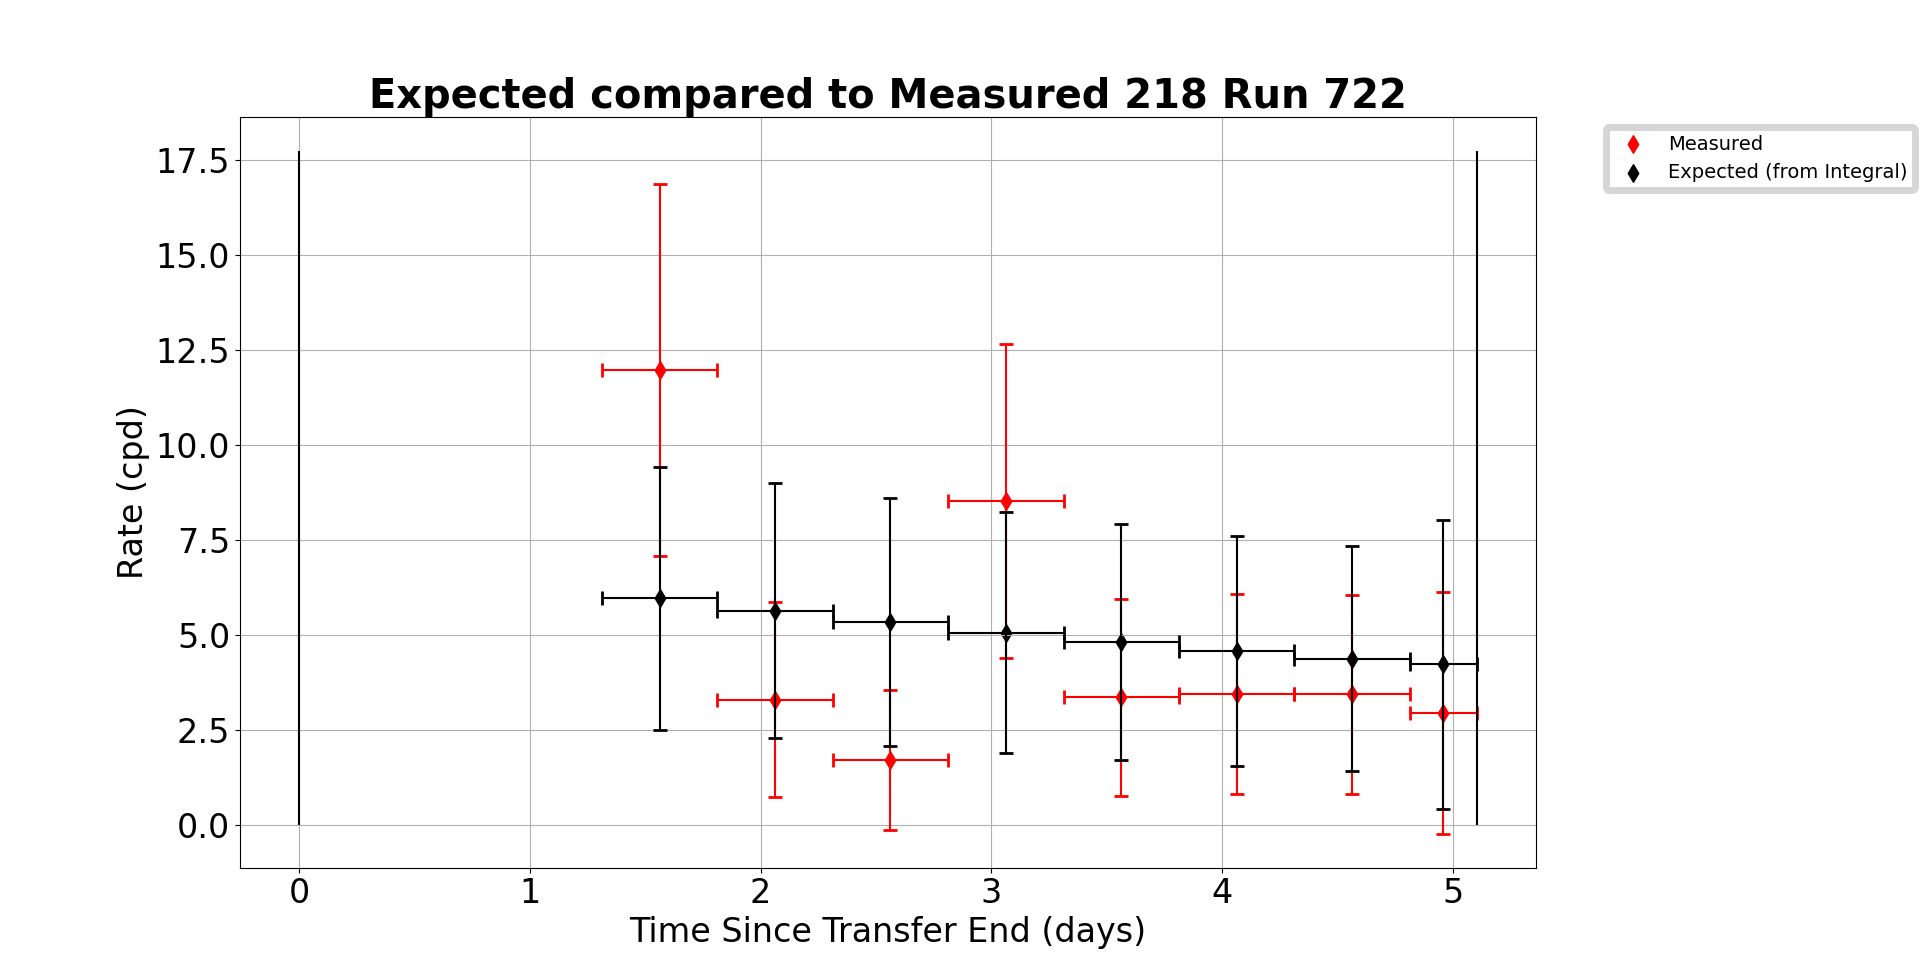 Expected compared to Measured 218 Run 722
Measured
Expected (from Integral)
17.5
15.0
12.5
10.0
7.5
5.0
2.5
0.0
Rate (cpd)
0 1 2 3 4 5
Time Since Transfer End (days)